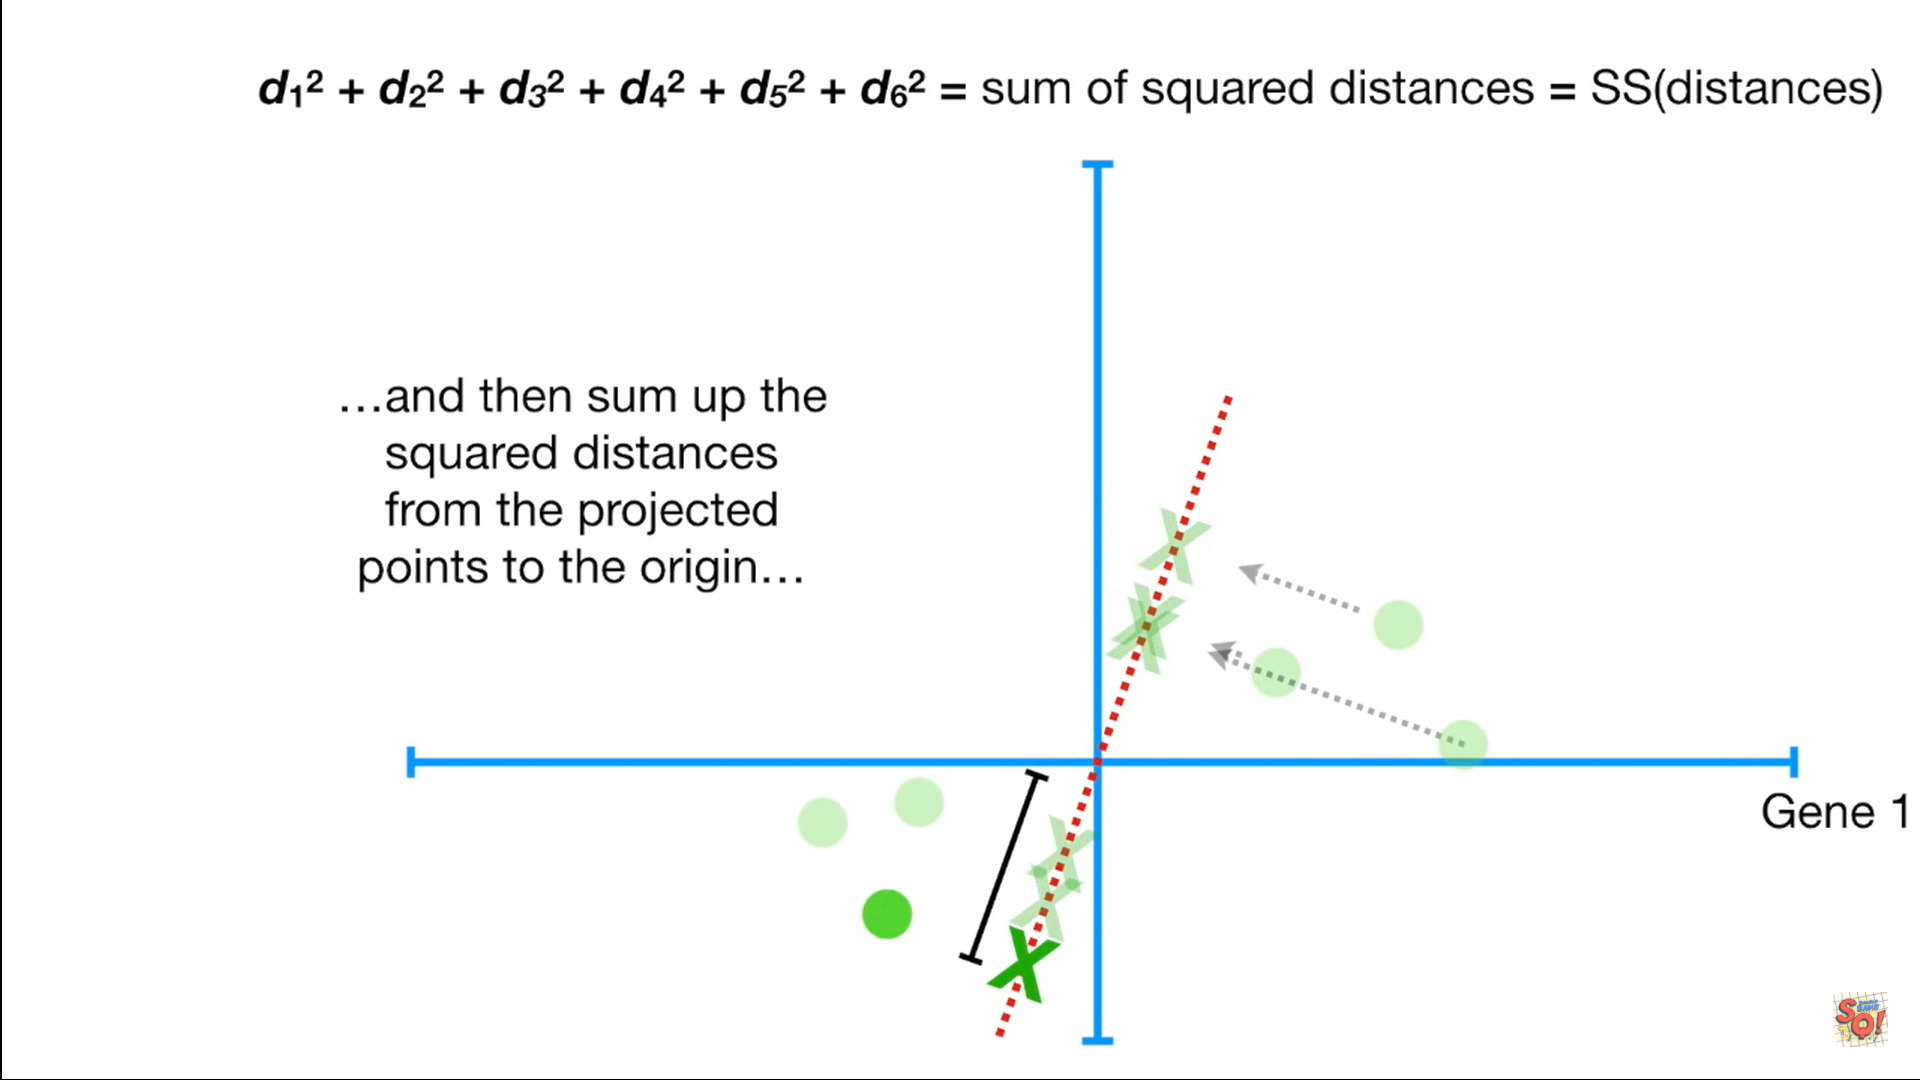 d₁² + d₂² + d₃² + d₄² + d₅² + d₆² = sum of squared distances = SS(distances)
…and then sum up the
squared distances
from the projected
points to the origin…
Gene 1
SQ!